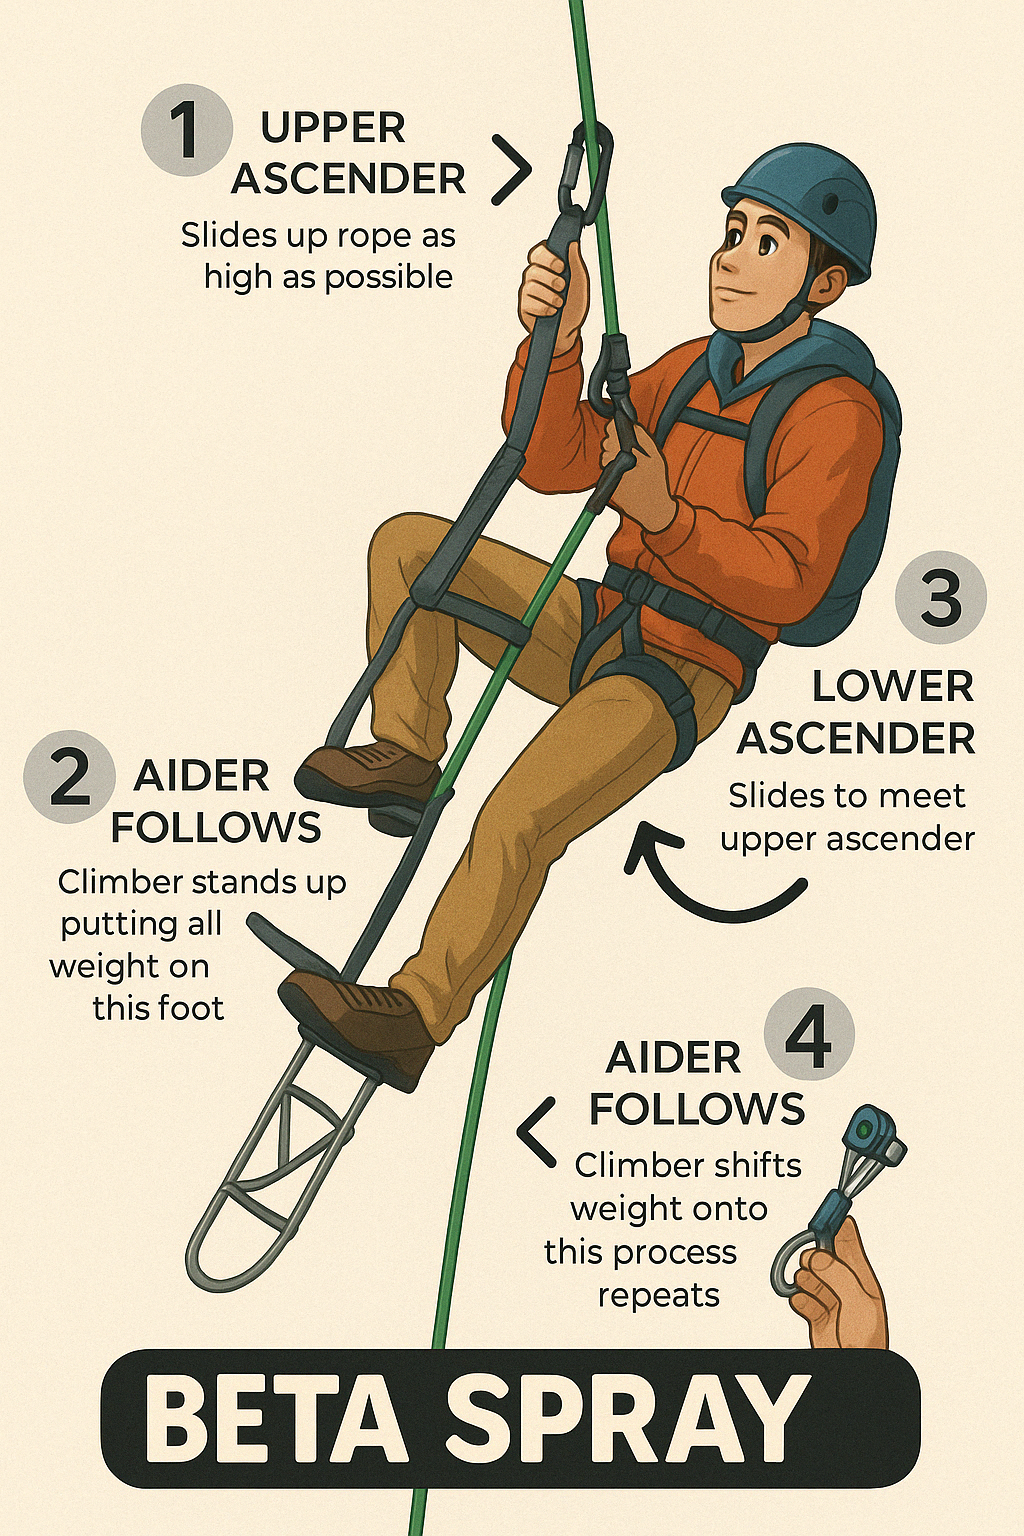 1
UPPER
ASCENDER
Slides up rope as
high as possible
2
AIDER
FOLLOWS
Climber stands up
putting all
weight on
this foot
3
LOWER
ASCENDER
Slides to meet
upper ascender
4
AIDER
FOLLOWS
Climber shifts
weight onto
this process
repeats
BETA SPRAY